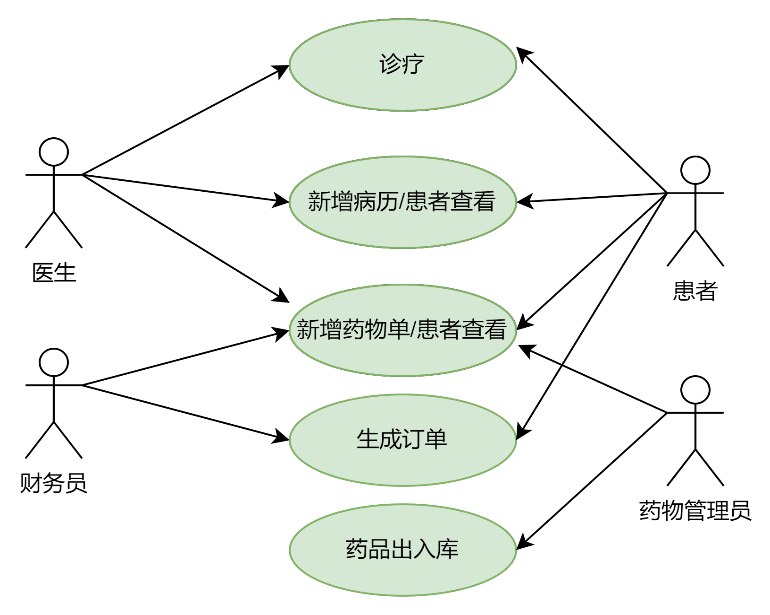 诊疗
新增病历/患者查看
医生
患者
新增药物单/患者查看
生成订单
财务员
药物管理员
药品出入库